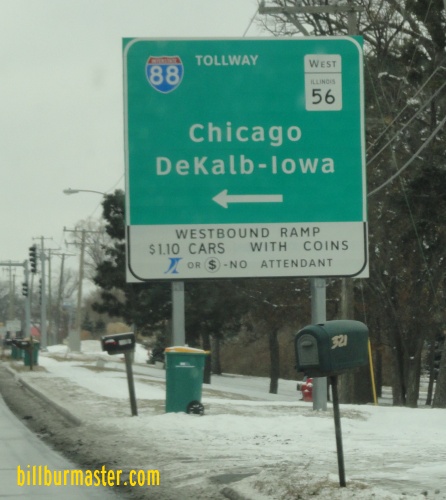 INTERSTATE
88
TOLLWAY
WEST
ILLINOIS
56
Chicago
DeKalb-Iowa
WESTBOUND RAMP
$1.10 CARS WITH COINS
OR $-NO ATTENDANT
321
billburmaster.com